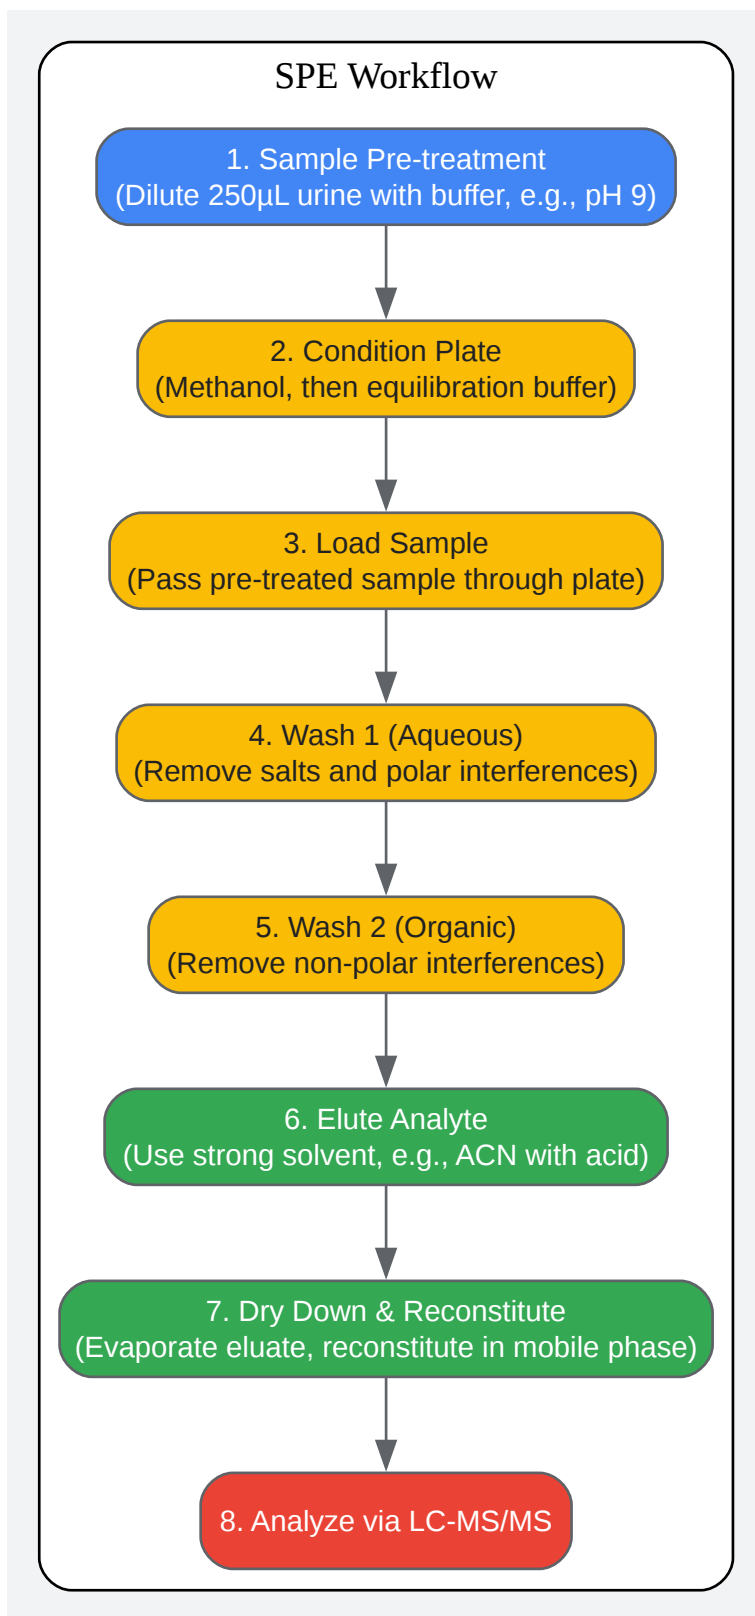 SPE Workflow
1. Sample Pre-treatment
(Dilute 250µL urine with buffer, e.g., pH 9)
2. Condition Plate
(Methanol, then equilibration buffer)
3. Load Sample
(Pass pre-treated sample through plate)
4. Wash 1 (Aqueous)
(Remove salts and polar interferences)
5. Wash 2 (Organic)
(Remove non-polar interferences)
6. Elute Analyte
(Use strong solvent, e.g., ACN with acid)
7. Dry Down & Reconstitute
(Evaporate eluate, reconstitute in mobile phase)
8. Analyze via LC-MS/MS